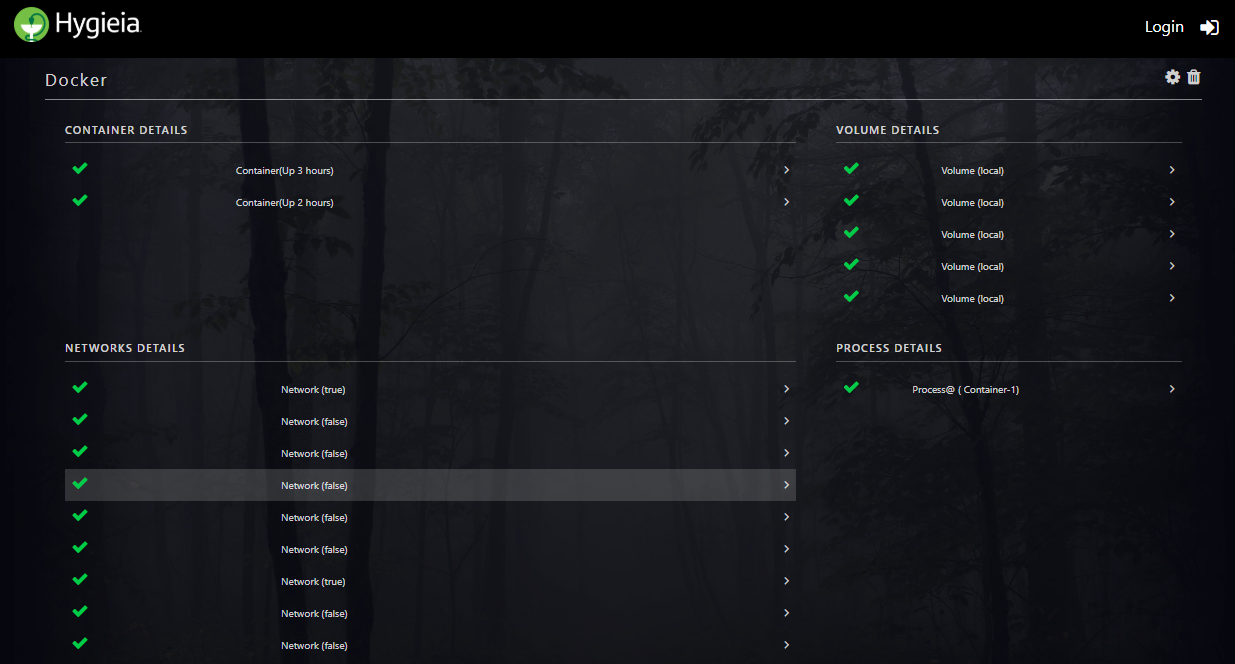 Hygieia
Login
Docker
CONTAINER DETAILS
Container(Up 3 hours)
Container(Up 2 hours)
VOLUME DETAILS
Volume (local)
Volume (local)
Volume (local)
Volume (local)
Volume (local)
NETWORKS DETAILS
Network (true)
Network (false)
Network (false)
Network (false)
Network (false)
Network (false)
Network (true)
Network (false)
Network (false)
PROCESS DETAILS
Process@ ( Container-1)